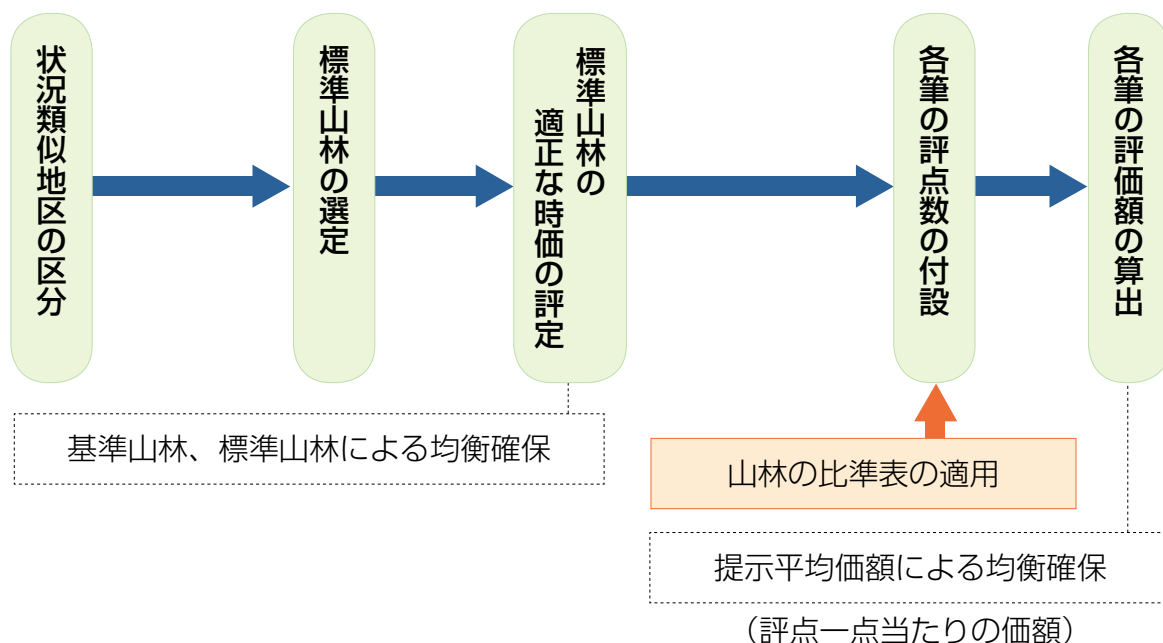 状況類似地区の区分
標準山林の選定
標準山林の
適正な時価の評定
各筆の評点数の付設
各筆の評価額の算出
基準山林、標準山林による均衡確保
山林の比準表の適用
提示平均価額による均衡確保
（評点一点当たりの価額）